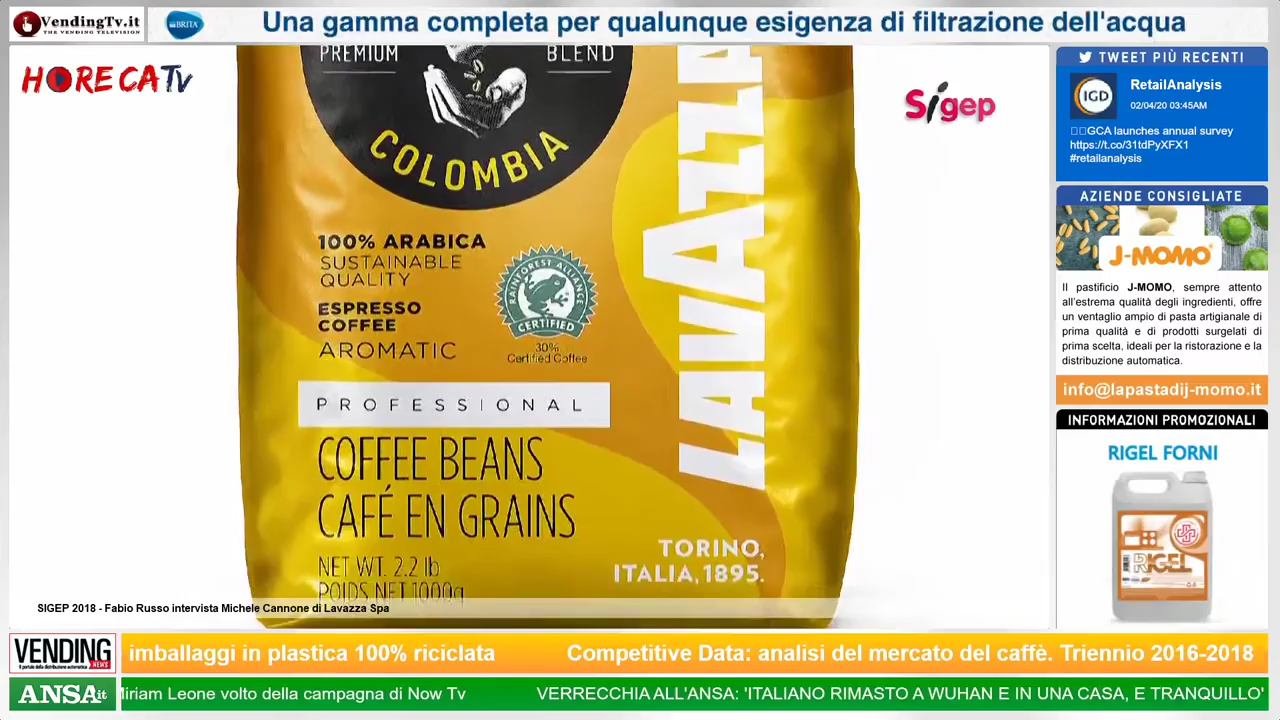 VendingTv.it
THE VENDING TELEVISION
BRITA
Una gamma completa per qualunque esigenza di filtrazione dell'acqua
HORECATv
Sigep
PREMIUM
BLEND
COLOMBIA
LAVAZZA
100% ARABICA
SUSTAINABLE
QUALITY
ESPRESSO
COFFEE
AROMATIC
RAINFOREST ALLIANCE
CERTIFIED
30%
Certified Coffee
PROFESSIONAL
COFFEE BEANS
CAFÉ EN GRAINS
NET WT. 2.2 lb
POIDS NET 1000g
TORINO,
ITALIA, 1895.
SIGEP 2018 - Fabio Russo intervista Michele Cannone di Lavazza Spa
TWEET PIÙ RECENTI
IGD
RetailAnalysis
02/04/20 03:45AM
GCA launches annual survey
https://t.co/31tdPyXFX1
#retailanalysis
AZIENDE CONSIGLIATE
J-MOMO
Il pastificio J-MOMO, sempre attento
all'estrema qualità degli ingredienti, offre
un ventaglio ampio di pasta artigianale di
prima qualità e di prodotti surgelati di
prima scelta, ideali per la ristorazione e la
distribuzione automatica.
info@lapastadij-momo.it
INFORMAZIONI PROMOZIONALI
RIGEL FORNI
RIGEL
VENDING
NEWS
Il portale della distribuzione automatica
imballaggi in plastica 100% riciclata
Competitive Data: analisi del mercato del caffè. Triennio 2016-2018
ANSA.it
Miriam Leone volto della campagna di Now Tv
VERRECCHIA ALL'ANSA: 'ITALIANO RIMASTO A WUHAN E IN UNA CASA, E TRANQUILLO'